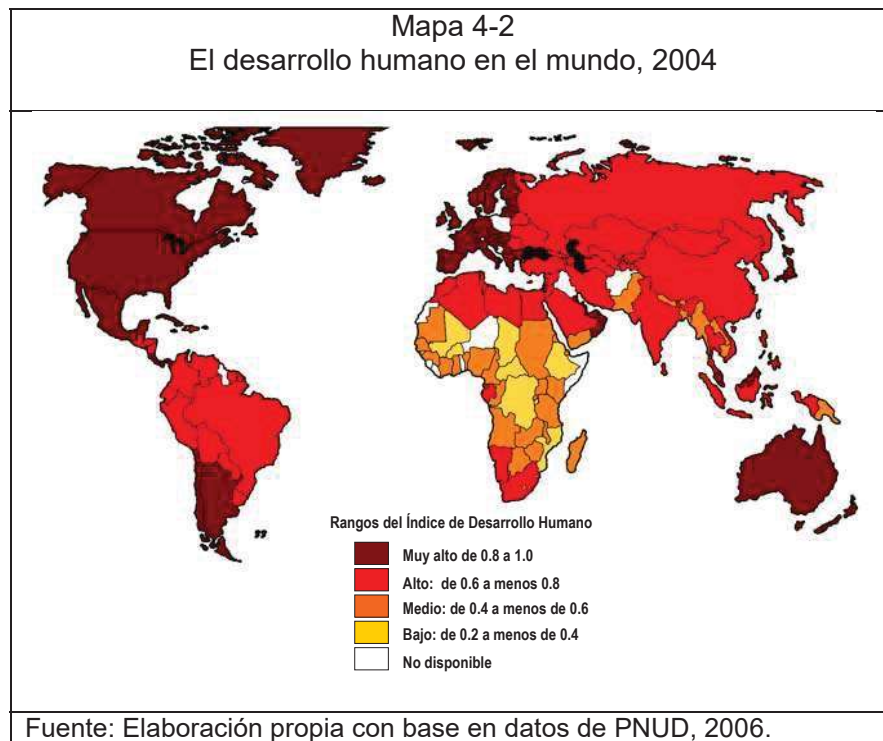 Mapa 4-2
El desarrollo humano en el mundo, 2004
Rangos del Índice de Desarrollo Humano
Muy alto de 0.8 a 1.0
Alto: de 0.6 a menos 0.8
Medio: de 0.4 a menos de 0.6
Bajo: de 0.2 a menos de 0.4
No disponible
Fuente: Elaboración propia con base en datos de PNUD, 2006.